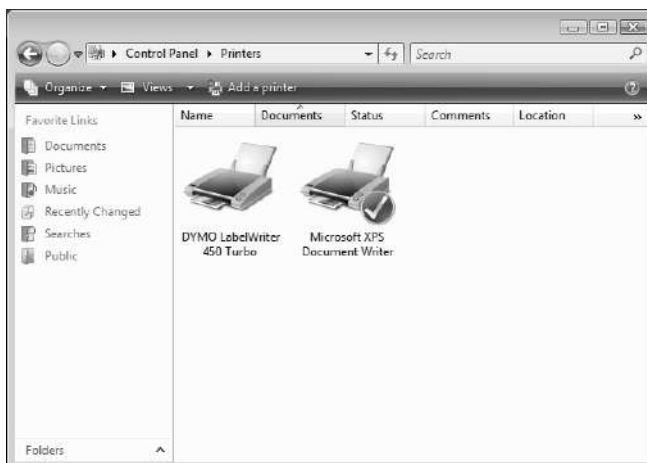 Control Panel Printers Search
Organize Views Add a printer
Favorite Links
Documents
Pictures
Music
Recently Changed
Searches
Public
Folders
Name Documents Status Comments Location »
DYMO LabelWriter
450 Turbo
Microsoft XPS
Document Writer